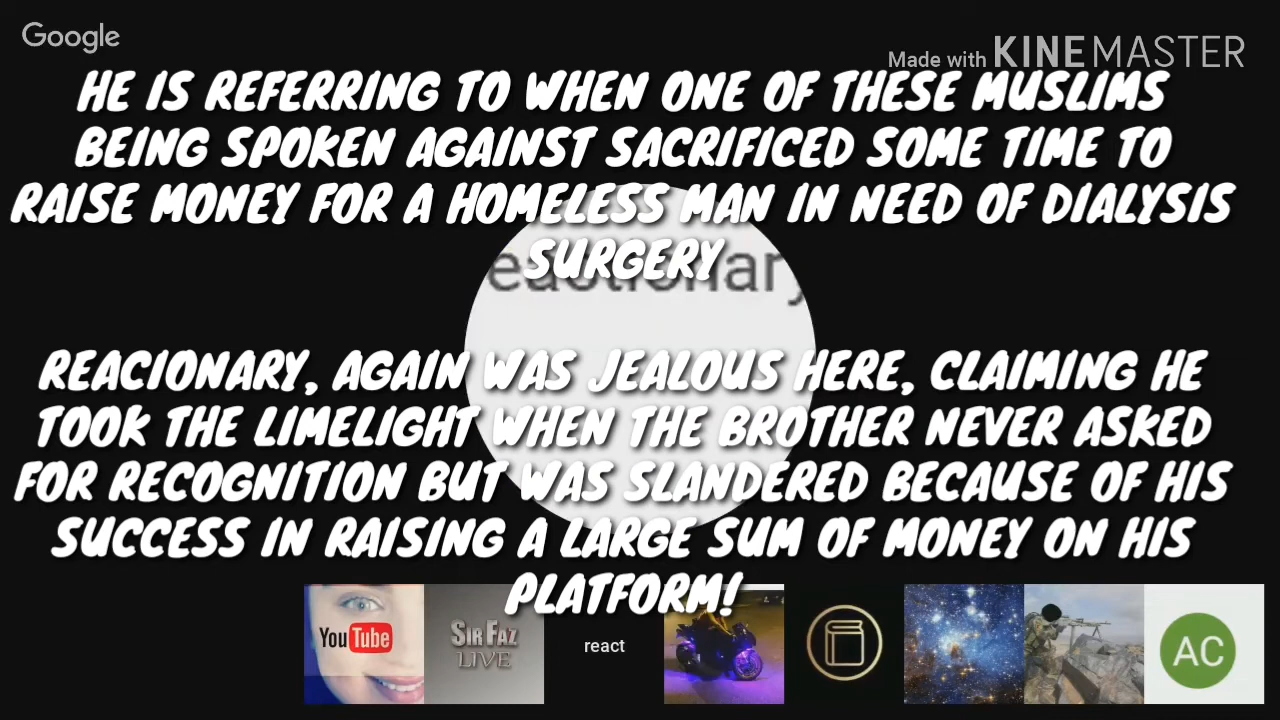 Google
Made with KINEMASTER
HE IS REFERRING TO WHEN ONE OF THESE MUSLIMS
BEING SPOKEN AGAINST SACRIFICED SOME TIME TO
RAISE MONEY FOR A HOMELESS MAN IN NEED OF DIALYSIS
SURGERY
eactionary
REACIONARY, AGAIN WAS JEALOUS HERE, CLAIMING HE
TOOK THE LIMELIGHT WHEN THE BROTHER NEVER ASKED
FOR RECOGNITION BUT WAS SLANDERED BECAUSE OF HIS
SUCCESS IN RAISING A LARGE SUM OF MONEY ON HIS
PLATFORM!
YouTube
SIR FAZ
LIVE
react
AC